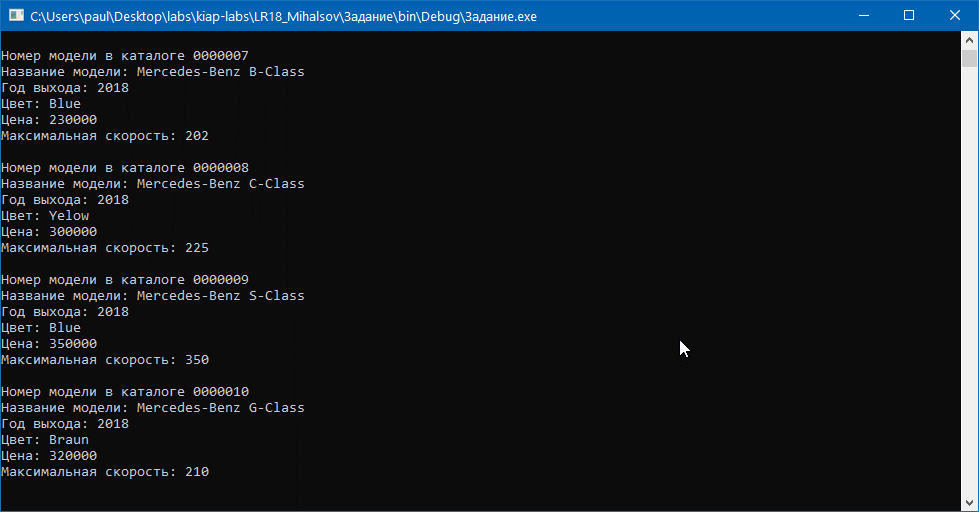 C:\Users\paul\Desktop\labs\kiap-labs\LR18_Mihalsov\Задание\bin\Debug\Задание.exe
Номер модели в каталоге 0000007
Название модели: Mercedes-Benz B-Class
Год выхода: 2018
Цвет: Blue
Цена: 230000
Максимальная скорость: 202
Номер модели в каталоге 0000008
Название модели: Mercedes-Benz C-Class
Год выхода: 2018
Цвет: Yelow
Цена: 300000
Максимальная скорость: 225
Номер модели в каталоге 0000009
Название модели: Mercedes-Benz S-Class
Год выхода: 2018
Цвет: Blue
Цена: 350000
Максимальная скорость: 350
Номер модели в каталоге 0000010
Название модели: Mercedes-Benz G-Class
Год выхода: 2018
Цвет: Braun
Цена: 320000
Максимальная скорость: 210